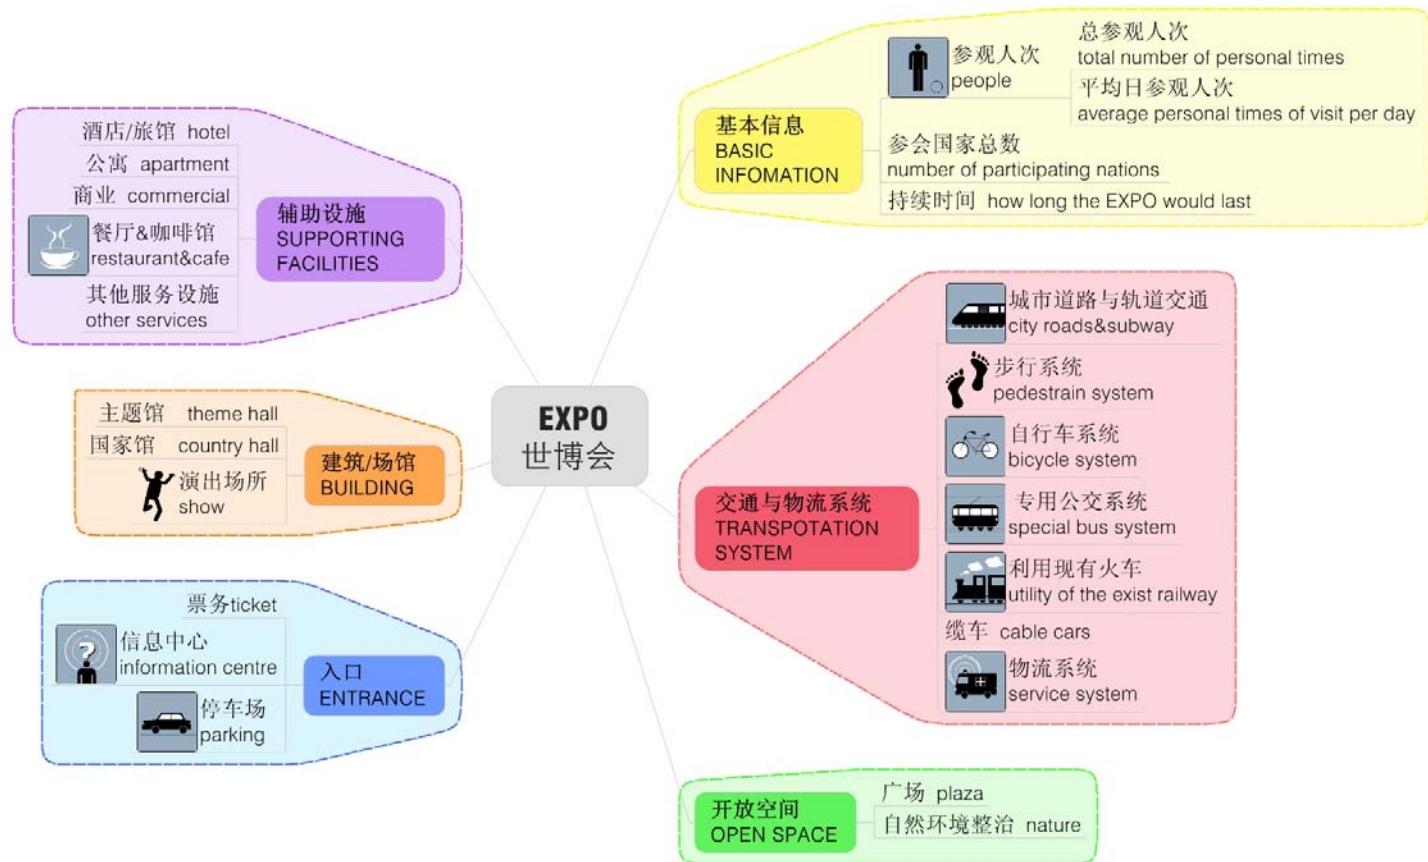 EXPO
世博会
基本信息
BASIC
INFOMATION
参观人次
people
总参观人次
total number of personal times
平均日参观人次
average personal times of visit per day
参会国家总数
number of participating nations
持续时间 how long the EXPO would last
辅助设施
SUPPORTING
FACILITIES
酒店/旅馆 hotel
公寓 apartment
商业 commercial
餐厅&咖啡馆
restaurant&cafe
其他服务设施
other services
建筑/场馆
BUILDING
主题馆 theme hall
国家馆 country hall
演出场所
show
入口
ENTRANCE
票务ticket
信息中心
information centre
停车场
parking
交通与物流系统
TRANSPOTATION
SYSTEM
城市道路与轨道交通
city roads&subway
步行系统
pedestrain system
自行车系统
bicycle system
专用公交系统
special bus system
利用现有火车
utility of the exist railway
缆车 cable cars
物流系统
service system
开放空间
OPEN SPACE
广场 plaza
自然环境整治 nature